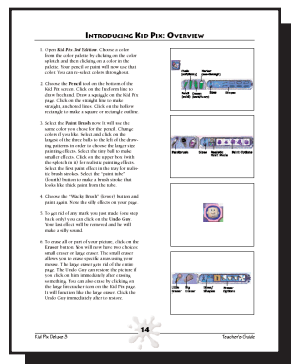 INTRODUCING KID PIX: OVERVIEW
1. Open Kid Pix 3rd Edition. Choose a color
from the color palette by clicking on the color
splotch and then clicking on a color in the
palette. Your pencil or paint will now use that
color. You can re-select colors throughout.
2. Choose the Pencil tool on the bottom of the
Kid Pix screen. Click on the freeform line to
draw freehand. Draw a squiggle on the Kid Pix
page. Click on the straight line to make
straight, anchored lines. Click on the hollow
rectangle to make a square or rectangle outline.
3. Select the Paint Brush now. It will use the
same color you chose for the pencil. Change
colors if you like. Select and click on the
largest of the three balls to the left of the draw-
ing patterns in order to choose the larger size
painting effects. Select the tiny ball to make
smaller effects. Click on the upper box (with
the splotch in it) for realistic painting effects.
Select the first paint effect in the tray for realis-
tic brush strokes. Select the "paint tube"
(fourth) button to make a brush stroke that
looks like thick paint from the tube.
4. Choose the "Wacky Brush" (lower) button and
paint again. Note the silly effects on your page.
5. To get rid of any mark you just made (one step
back only) you can click on the Undo Guy.
Your last effect will be removed and he will
make a silly sound.
6. To erase all or part of your picture, click on the
Eraser button. You will now have two choices:
small eraser or large eraser. The small eraser
allows you to erase specific areas using your
mouse. The large eraser gets rid of the entire
page. The Undo Guy can restore the picture if
you click on him immediately after erasing
something. You can also erase by clicking on
the large firecracker icon on the Kid Pix page.
It will function like the large eraser. Click the
Undo Guy immediately after to restore.
14
Kid Pix Deluxe 3
Teacher's Guide